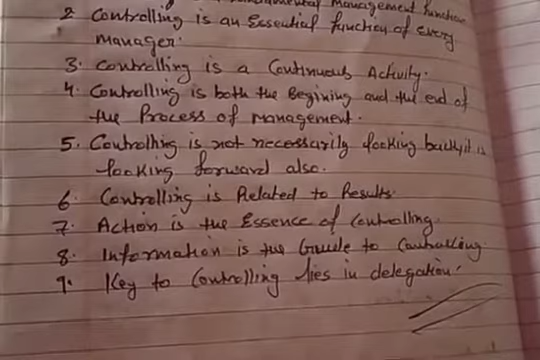 Management function
2 Controlling is an Essential function of every
manager.
3. Controlling is a Continuous Activity.
4. Controlling is both the Begining and the end of
the Process of management.
5. Controlling is not necessarily looking back, it is
looking forward also.
6. Controlling is Related to Results.
7. Action is the Essence of Controlling.
8. Information is the Guide to Controlling.
9. Key to Controlling lies in delegation.